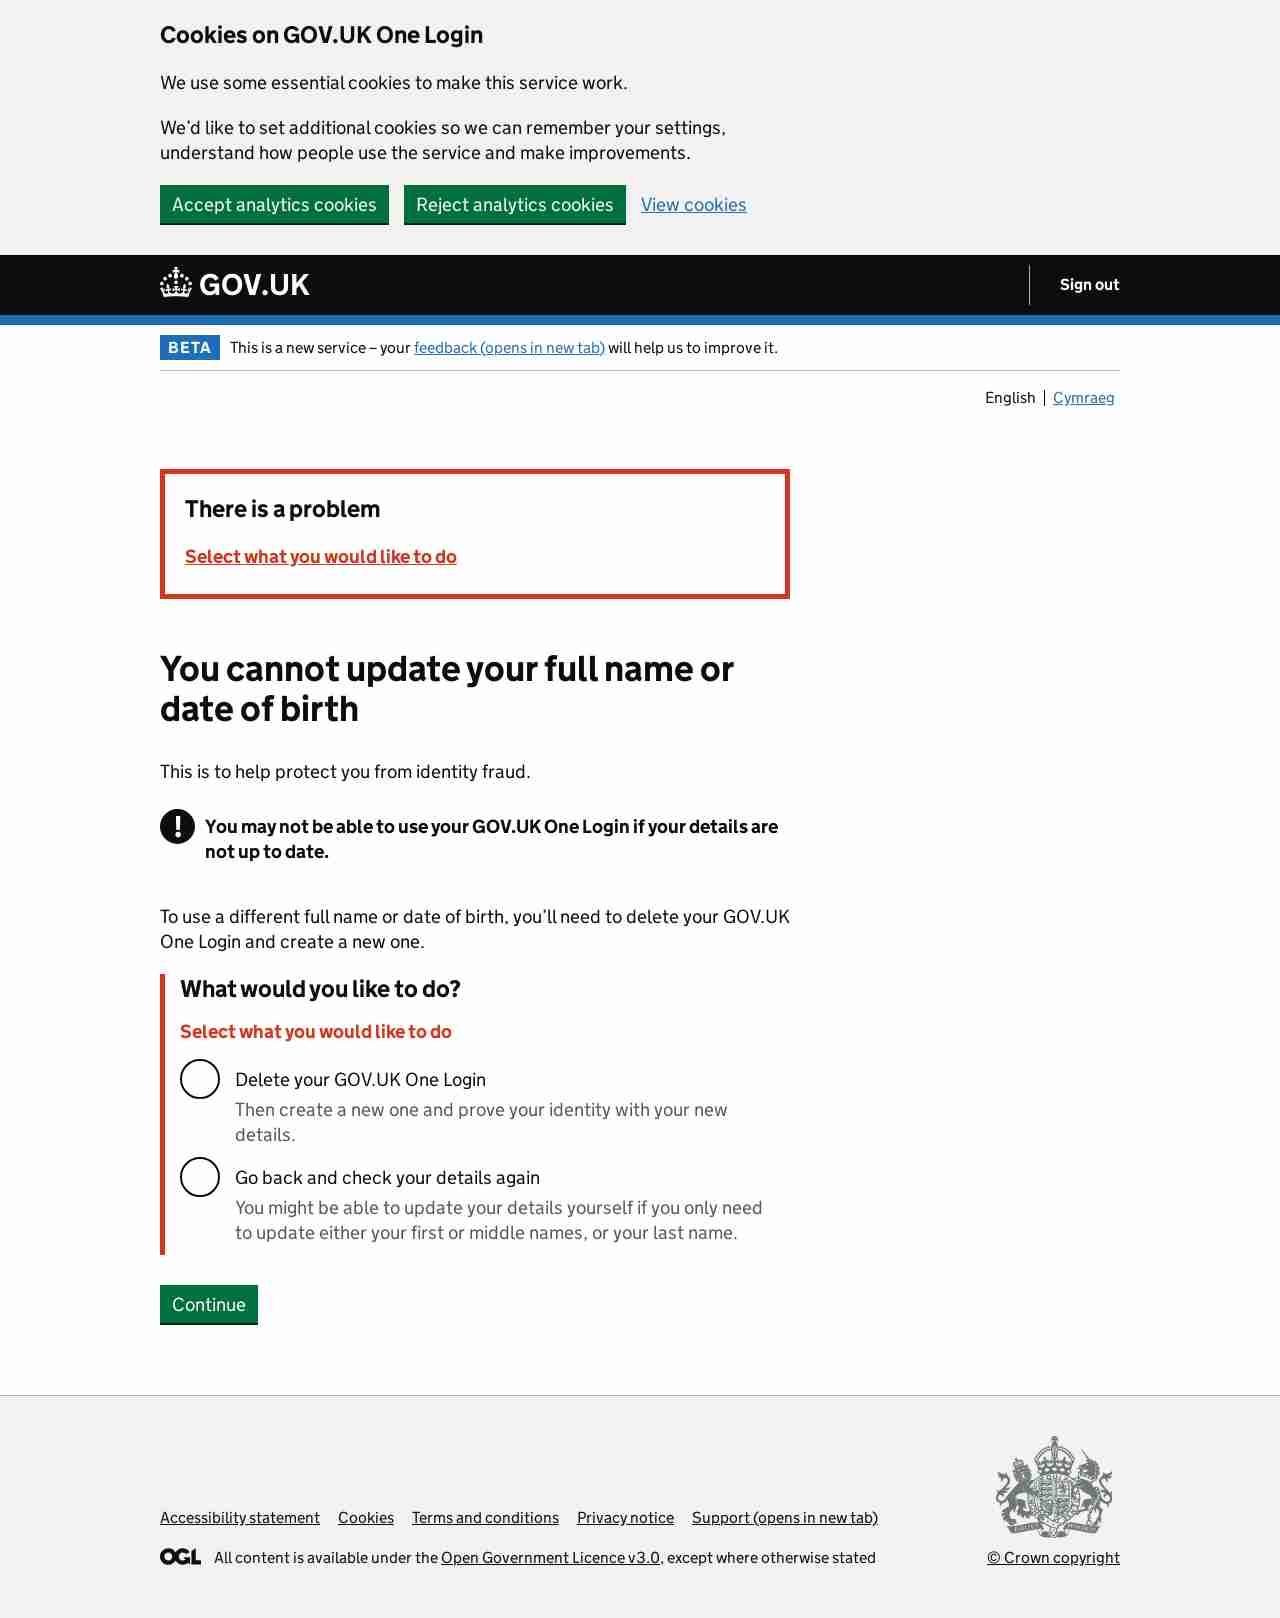 Cookies on GOV.UK One Login
We use some essential cookies to make this service work.
We’d like to set additional cookies so we can remember your settings,
understand how people use the service and make improvements.
Accept analytics cookies
Reject analytics cookies
View cookies
GOV.UK
Sign out
BETA
This is a new service – your feedback (opens in new tab) will help us to improve it.
English
Cymraeg
There is a problem
Select what you would like to do
You cannot update your full name or
date of birth
This is to help protect you from identity fraud.
! You may not be able to use your GOV.UK One Login if your details are
not up to date.
To use a different full name or date of birth, you’ll need to delete your GOV.UK
One Login and create a new one.
What would you like to do?
Select what you would like to do
Delete your GOV.UK One Login
Then create a new one and prove your identity with your new
details.
Go back and check your details again
You might be able to update your details yourself if you only need
to update either your first or middle names, or your last name.
Continue
Accessibility statement
Cookies
Terms and conditions
Privacy notice
Support (opens in new tab)
OGL
All content is available under the Open Government Licence v3.0, except where otherwise stated
© Crown copyright